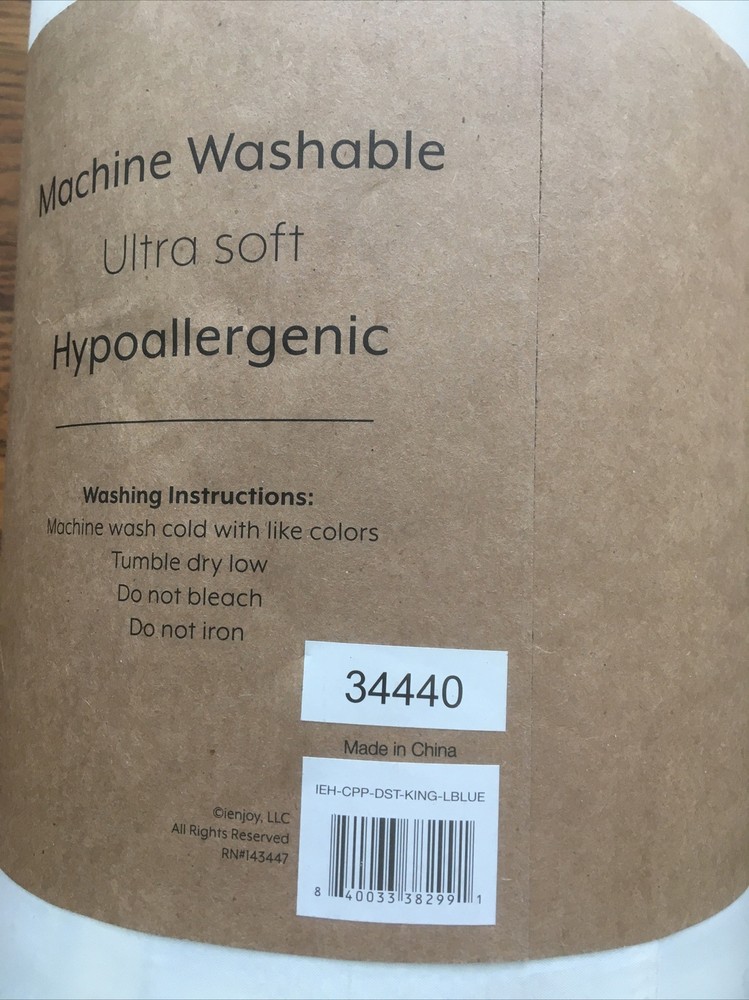 Machine Washable
Ultra soft
Hypoallergenic
Washing Instructions:
Machine wash cold with like colors
Tumble dry low
Do not bleach
Do not iron
34440
Made in China
IEH-CPP-DST-KING-LBLUE
©ienjoy, LLC
All Rights Reserved
RN#143447
8 40033 38299 1